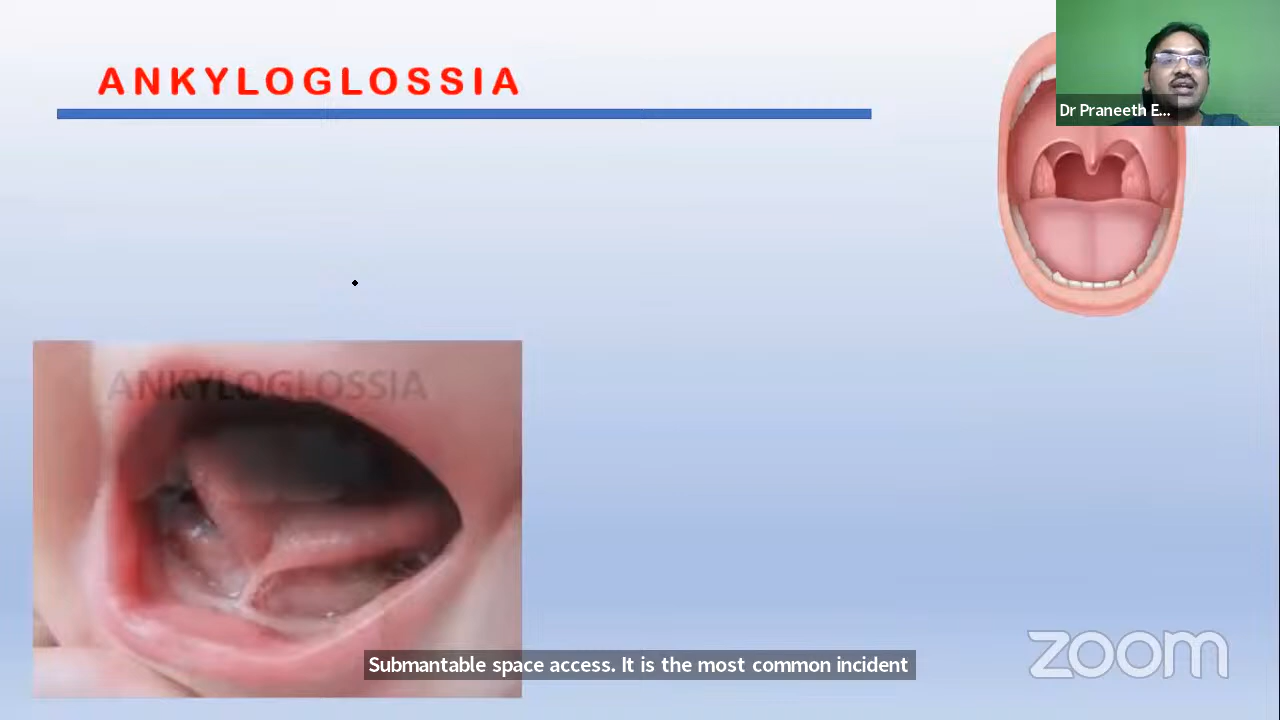 ANKYLOGLOSSIA
Dr Praneeth E...
ANKYLOGLOSSIA
Submantable space access. It is the most common incident
zoom